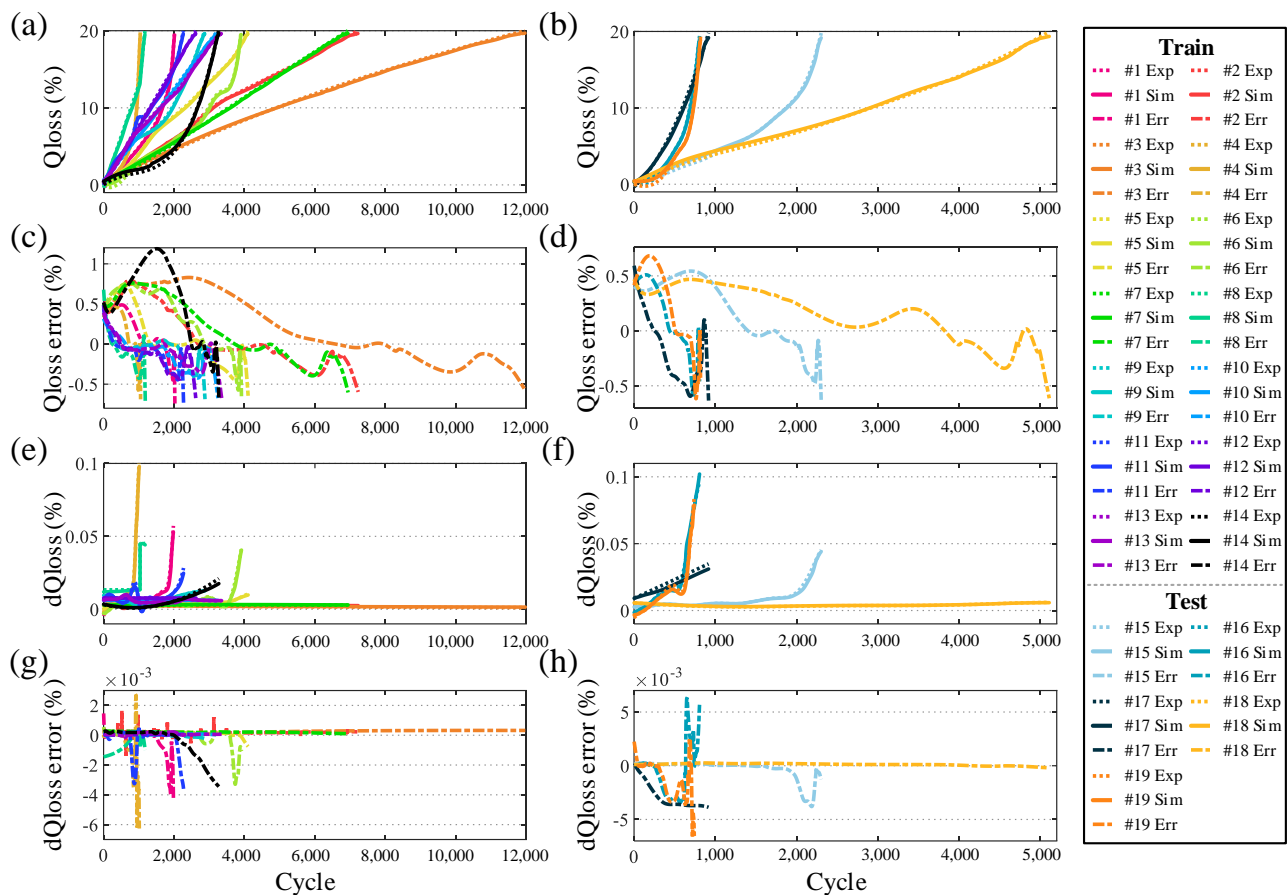 (a)
Qloss (%)
20
10
0
0
2,000
4,000
6,000
8,000
10,000
12,000
(b)
Qloss (%)
20
10
0
0
1,000
2,000
3,000
4,000
5,000
(c)
Qloss error (%)
1
0.5
0
-0.5
0
2,000
4,000
6,000
8,000
10,000
12,000
(d)
Qloss error (%)
0.5
0
-0.5
0
1,000
2,000
3,000
4,000
5,000
(e)
dQloss (%)
0.1
0.05
0
0
2,000
4,000
6,000
8,000
10,000
12,000
(f)
dQloss (%)
0.1
0.05
0
0
1,000
2,000
3,000
4,000
5,000
(g)
dQloss error (%)
×10-3
2
0
-2
-4
-6
0
2,000
4,000
6,000
8,000
10,000
12,000
Cycle
(h)
dQloss error (%)
×10-3
5
0
-5
0
1,000
2,000
3,000
4,000
5,000
Cycle
Train
#1 Exp #2 Exp
#1 Sim #2 Sim
#1 Err #2 Err
#3 Exp #4 Exp
#3 Sim #4 Sim
#3 Err #4 Err
#5 Exp #6 Exp
#5 Sim #6 Sim
#5 Err #6 Err
#7 Exp #8 Exp
#7 Sim #8 Sim
#7 Err #8 Err
#9 Exp #10 Exp
#9 Sim #10 Sim
#9 Err #10 Err
#11 Exp #12 Exp
#11 Sim #12 Sim
#11 Err #12 Err
#13 Exp #14 Exp
#13 Sim #14 Sim
#13 Err #14 Err
Test
#15 Exp #16 Exp
#15 Sim #16 Sim
#15 Err #16 Err
#17 Exp #18 Exp
#17 Sim #18 Sim
#17 Err #18 Err
#19 Exp
#19 Sim
#19 Err